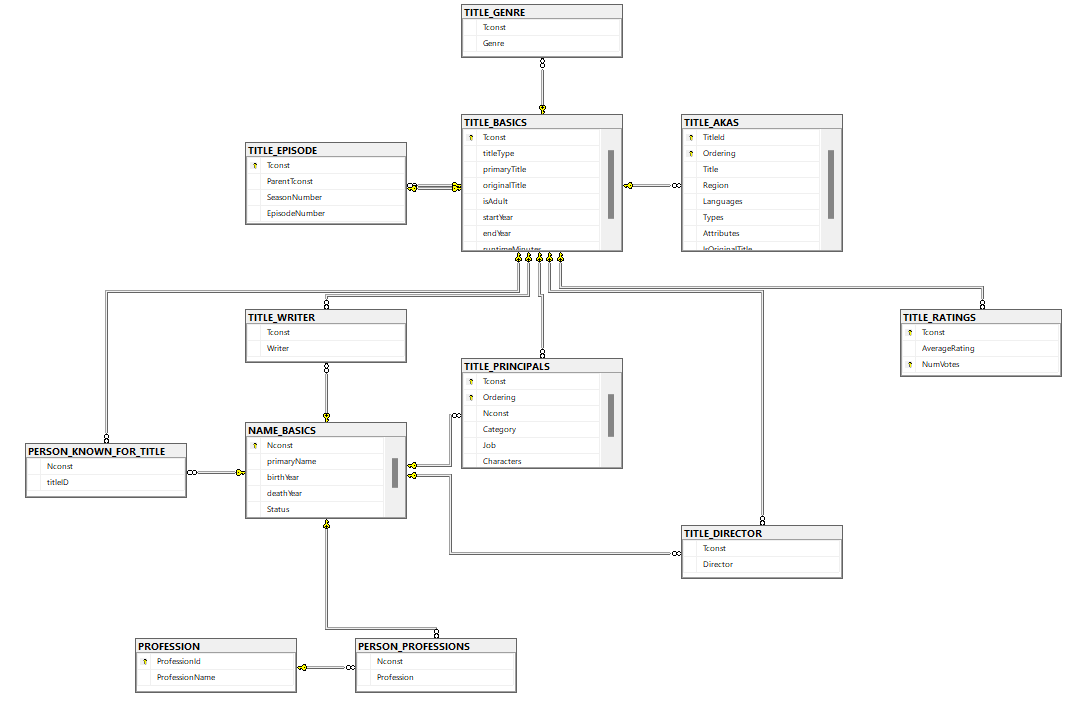 TITLE_GENRE
Tconst
Genre
TITLE_BASICS
Tconst
titleType
primaryTitle
originalTitle
isAdult
startYear
endYear
runtimeMinutes
TITLE_AKAS
TitleId
Ordering
Title
Region
Languages
Types
Attributes
IsOriginalTitle
TITLE_EPISODE
Tconst
ParentTconst
SeasonNumber
EpisodeNumber
TITLE_WRITER
Tconst
Writer
TITLE_RATINGS
Tconst
AverageRating
NumVotes
TITLE_PRINCIPALS
Tconst
Ordering
Nconst
Category
Job
Characters
NAME_BASICS
Nconst
primaryName
birthYear
deathYear
Status
PERSON_KNOWN_FOR_TITLE
Nconst
titleID
TITLE_DIRECTOR
Tconst
Director
PROFESSION
ProfessionId
ProfessionName
PERSON_PROFESSIONS
Nconst
Profession